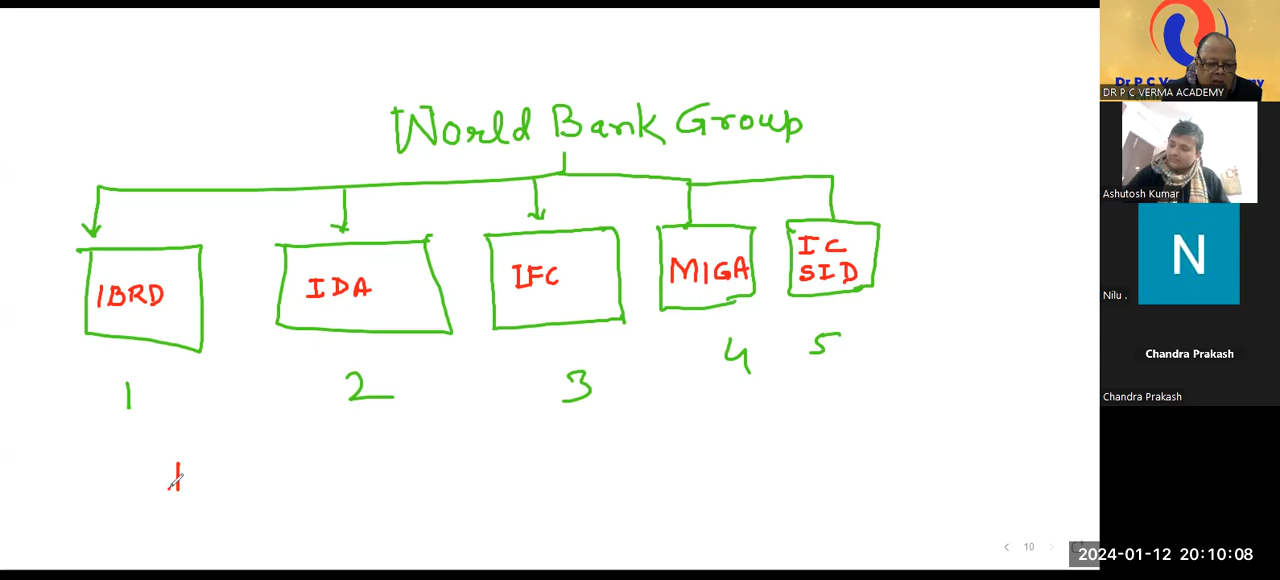 World Bank Group
IBRD
IDA
IFC
MIGA
IC
SID
1
2
3
4
5
DR P C VERMA ACADEMY
Ashutosh Kumar
N
Nilu .
Chandra Prakash
Chandra Prakash
10
2024-01-12 20:10:08